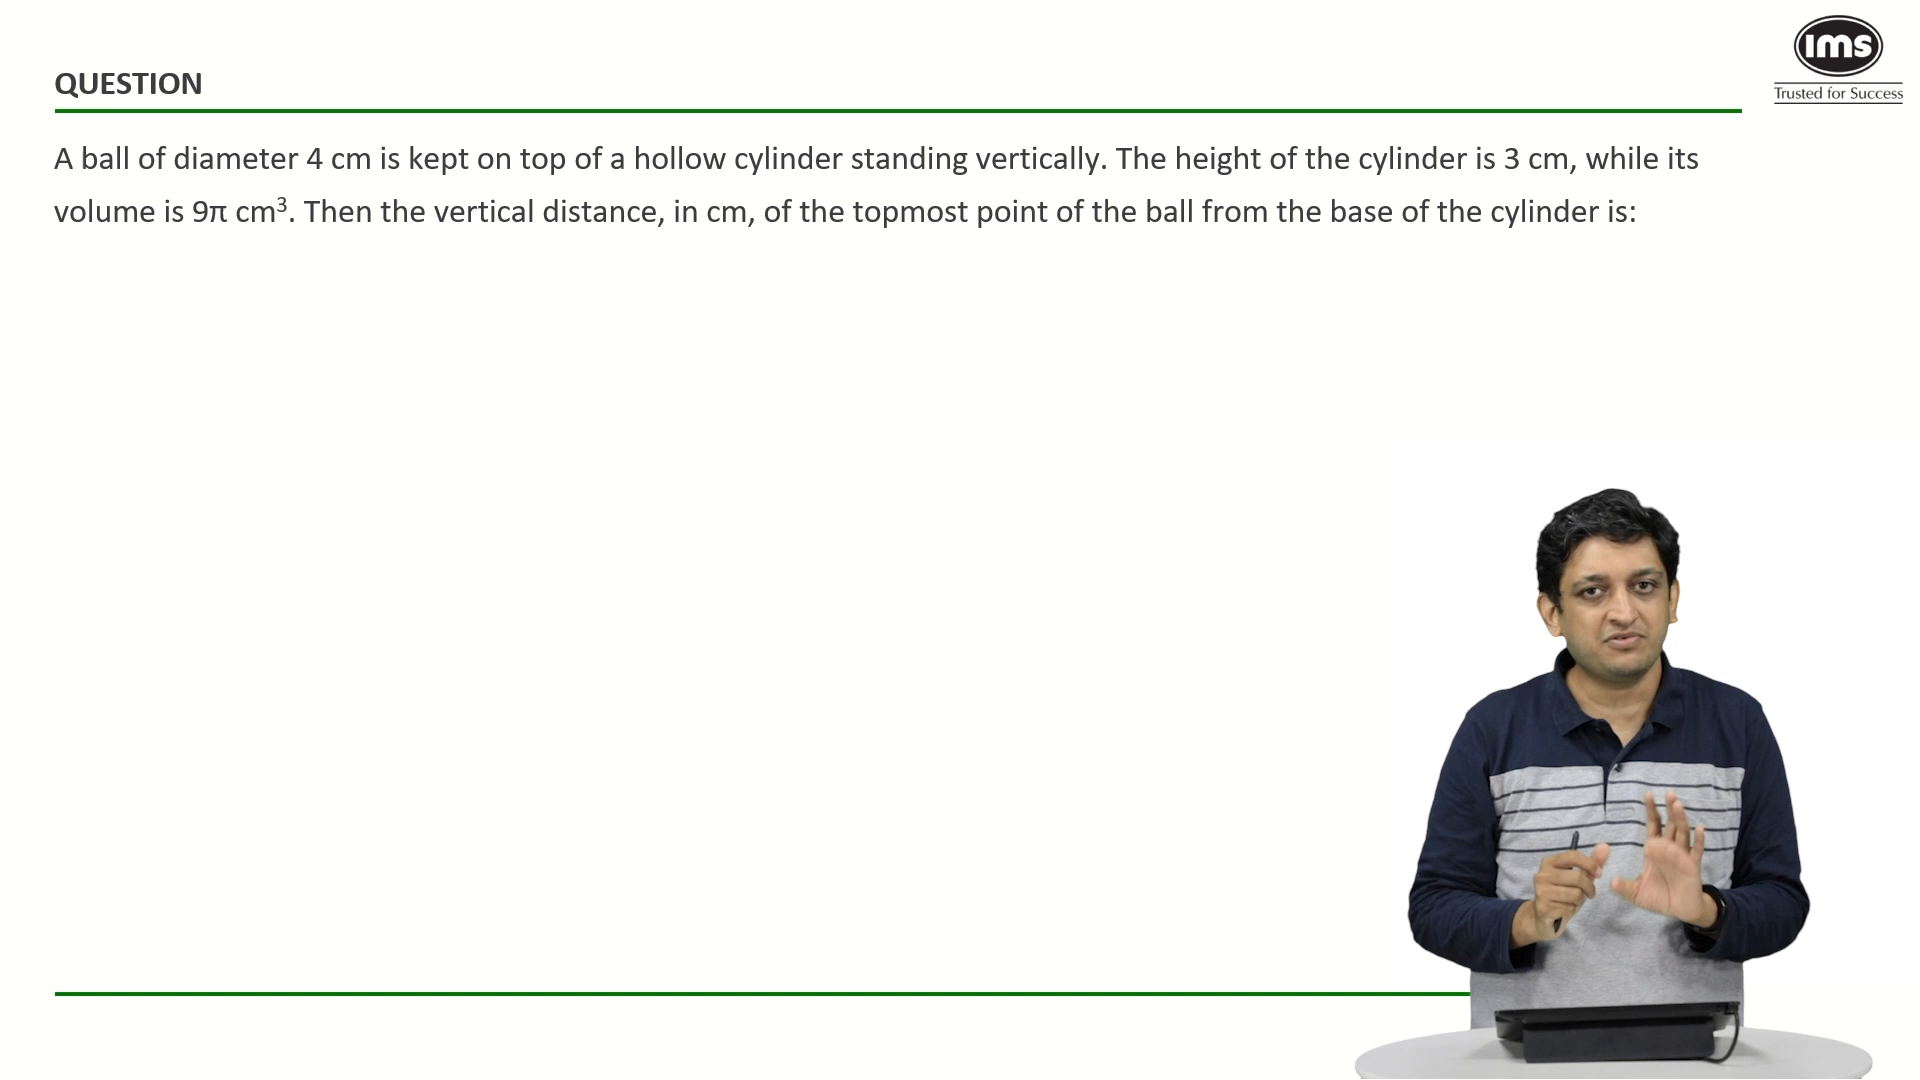 ims
Trusted for Success
QUESTION
A ball of diameter 4 cm is kept on top of a hollow cylinder standing vertically. The height of the cylinder is 3 cm, while its
volume is 9π cm³. Then the vertical distance, in cm, of the topmost point of the ball from the base of the cylinder is: